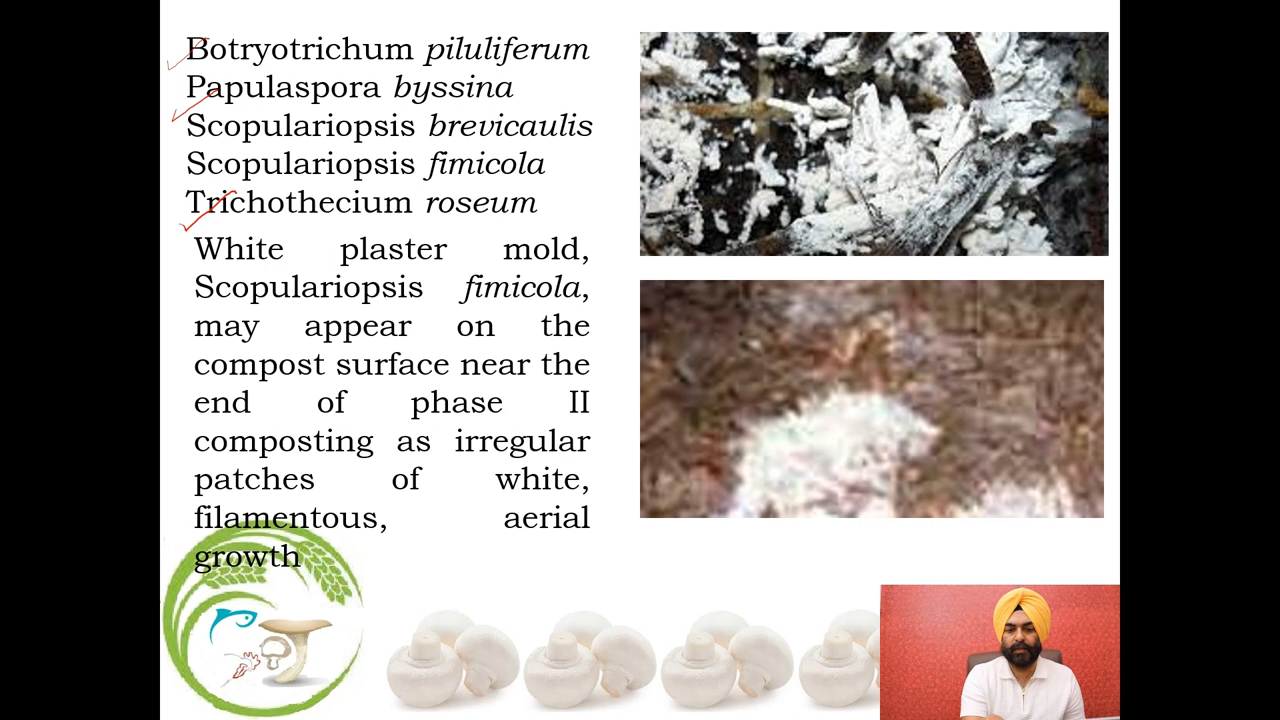 Botryotrichum piluliferum
Papulaspora byssina
Scopulariopsis brevicaulis
Scopulariopsis fimicola
Trichothecium roseum
White plaster mold,
Scopulariopsis fimicola,
may appear on the
compost surface near the
end of phase II
composting as irregular
patches of white,
filamentous, aerial
growth